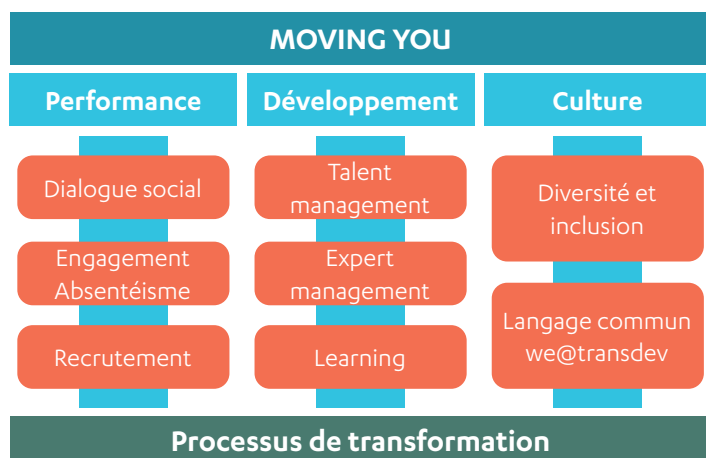 MOVING YOU
Performance
Développement
Culture
Dialogue social
Engagement
Absentéisme
Recrutement
Talent
management
Expert
management
Learning
Diversité et
inclusion
Langage commun
we@transdev
Processus de transformation